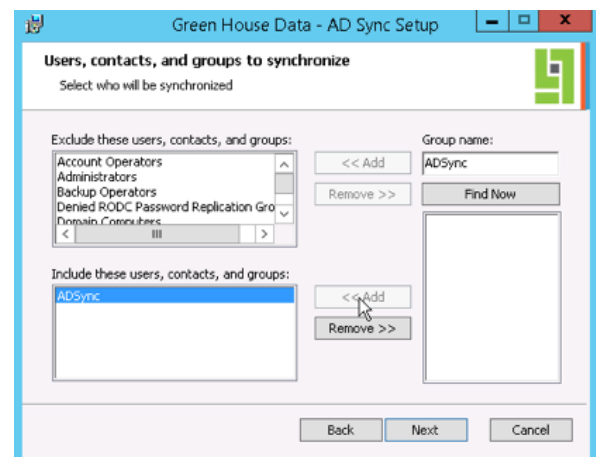 Green House Data - AD Sync Setup
Users, contacts, and groups to synchronize
Select who will be synchronized
Exclude these users, contacts, and groups:
Group name:
Account Operators
Administrators
Backup Operators
Denied RODC Password Replication Gro
Domain Computers
<< Add
Remove >>
ADSync
Find Now
Include these users, contacts, and groups:
ADSync
<< Add
Remove >>
Back
Next
Cancel